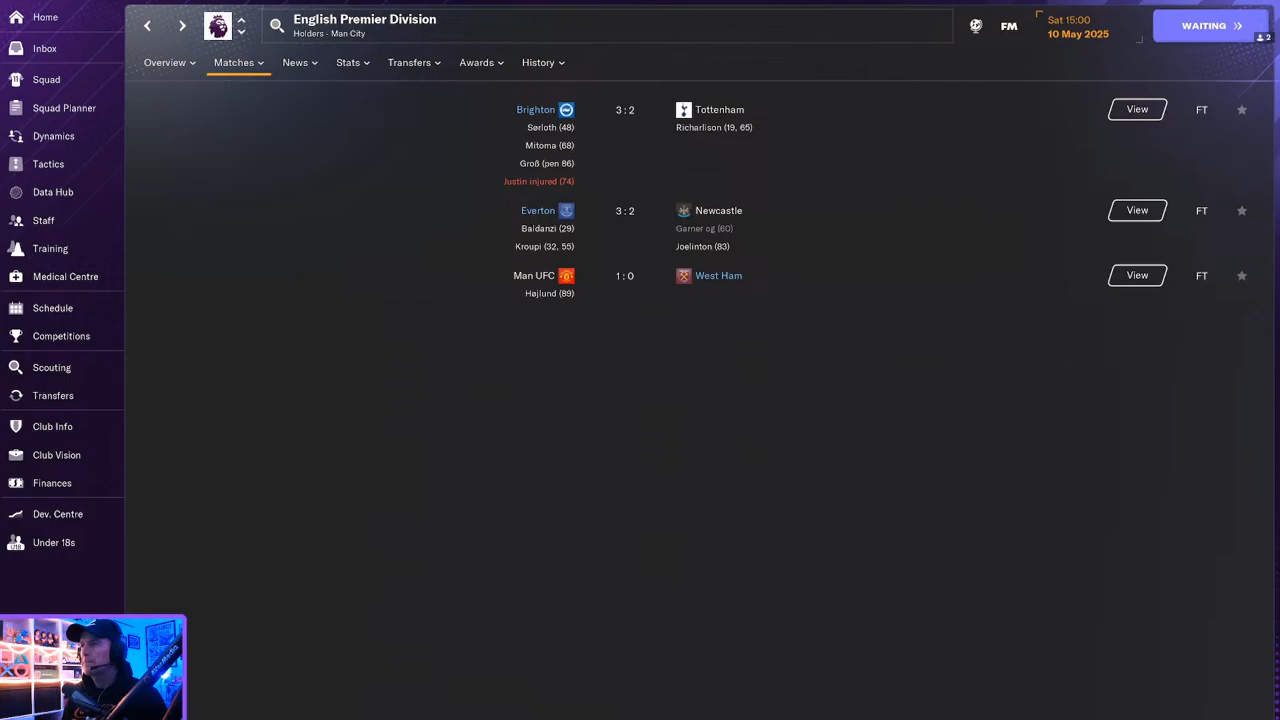 Home
Inbox
Squad
Squad Planner
Dynamics
Tactics
Data Hub
Staff
Training
Medical Centre
Schedule
Competitions
Scouting
Transfers
Club Info
Club Vision
Finances
Dev. Centre
Under 18s
English Premier Division
Holders - Man City
FM
Sat 15:00
10 May 2025
WAITING
2
Overview Matches News Stats Transfers Awards History
Brighton 3 : 2 Tottenham View FT
Sørloth (48) Richarlison (19, 65)
Mitoma (68)
Groß (pen 86)
Justin injured (74)
Everton 3 : 2 Newcastle View FT
Baldanzi (29) Garner og (60)
Kroupi (32, 55) Joelinton (83)
Man UFC 1 : 0 West Ham View FT
Højlund (89)
AVerMedia